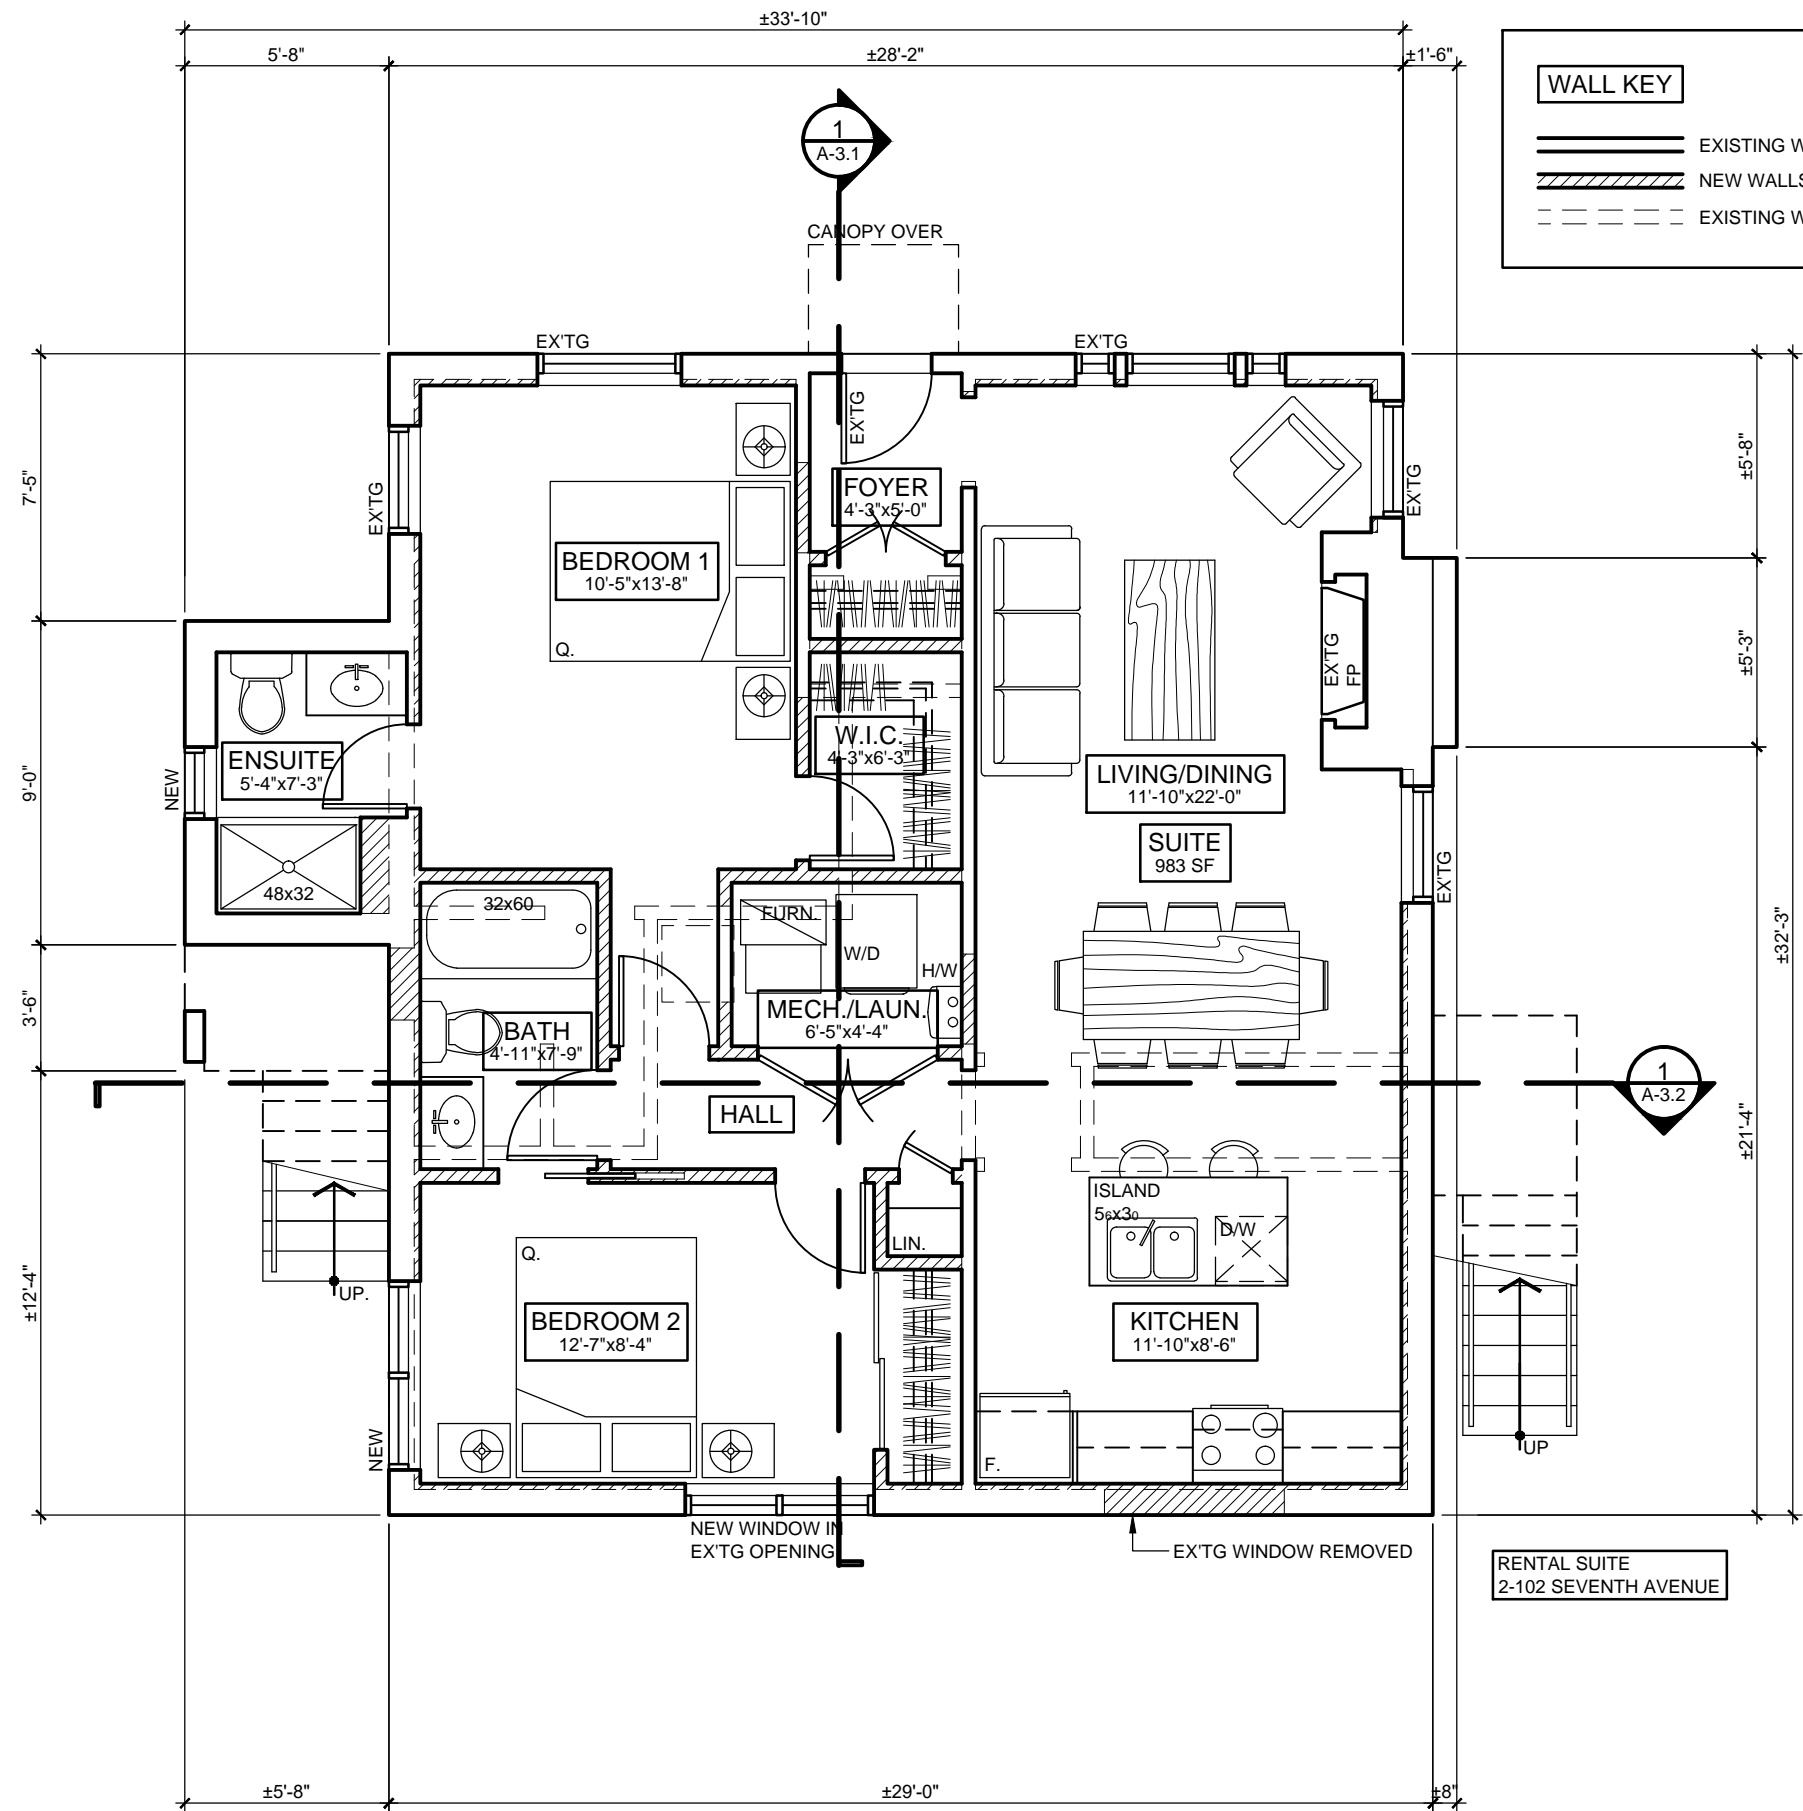 ±33'-10"
5'-8"
±28'-2"
±1'-6"
WALL KEY
EXISTING W
NEW WALLS
EXISTING W
1
A-3.1
CANOPY OVER
EX'TG
EX'TG
EX'TG
EX'TG
EX'TG
7'-5"
±5'-8"
FOYER
4'-3"x5'-0"
BEDROOM 1
10'-5"x13'-8"
Q.
EX'TG
FP
±5'-3"
W.I.C.
4'-3"x6'-3"
ENSUITE
5'-4"x7'-3"
NEW
9'-0"
LIVING/DINING
11'-10"x22'-0"
SUITE
983 SF
EX'TG
48x32
32x60
FURN.
W/D
H/W
±32'-3"
3'-6"
MECH./LAUN.
6'-5"x4'-4"
BATH
4'-11"x7'-9"
HALL
1
A-3.2
±21'-4"
ISLAND
56x30
D/W
LIN.
Q.
UP.
±12'-4"
BEDROOM 2
12'-7"x8'-4"
KITCHEN
11'-10"x8'-6"
NEW
F.
UP
NEW WINDOW IN
EX'TG OPENING
EX'TG WINDOW REMOVED
RENTAL SUITE
2-102 SEVENTH AVENUE
±5'-8"
±29'-0"
±8"